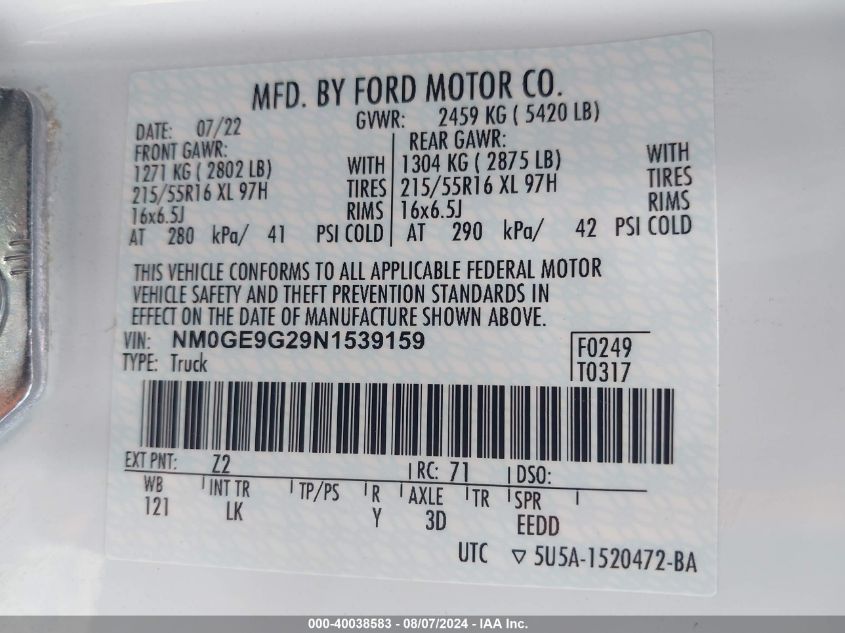 MFD. BY FORD MOTOR CO.
DATE: 07/22 GVWR: 2459 KG ( 5420 LB)
FRONT GAWR: REAR GAWR:
1271 KG ( 2802 LB) WITH 1304 KG ( 2875 LB) WITH
215/55R16 XL 97H TIRES 215/55R16 XL 97H TIRES
16x6.5J RIMS 16x6.5J RIMS
AT 280 kPa/ 41 PSI COLD AT 290 kPa/ 42 PSI COLD
THIS VEHICLE CONFORMS TO ALL APPLICABLE FEDERAL MOTOR
VEHICLE SAFETY AND THEFT PREVENTION STANDARDS IN
EFFECT ON THE DATE OF MANUFACTURE SHOWN ABOVE.
VIN: NM0GE9G29N1539159 F0249
TYPE: Truck T0317
EXT PNT: Z2 RC: 71 DSO:
WB INT TR TP/PS R AXLE TR SPR
121 LK Y 3D EEDD
UTC ▽ 5U5A-1520472-BA
000-40038583 - 08/07/2024 - IAA Inc.